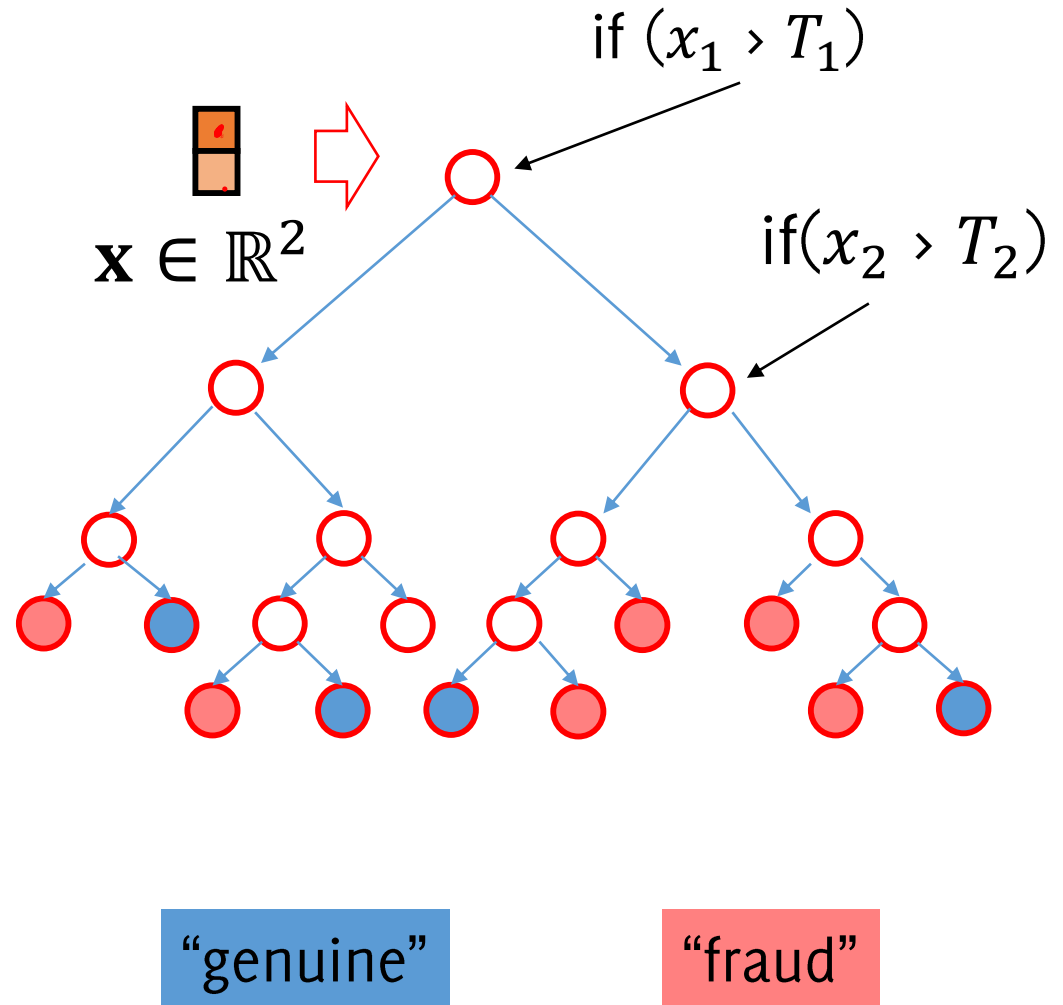 if (𝑥₁ > 𝑇₁)
𝐱 ∈ ℝ²
if(𝑥₂ > 𝑇₂)
“genuine”
“fraud”